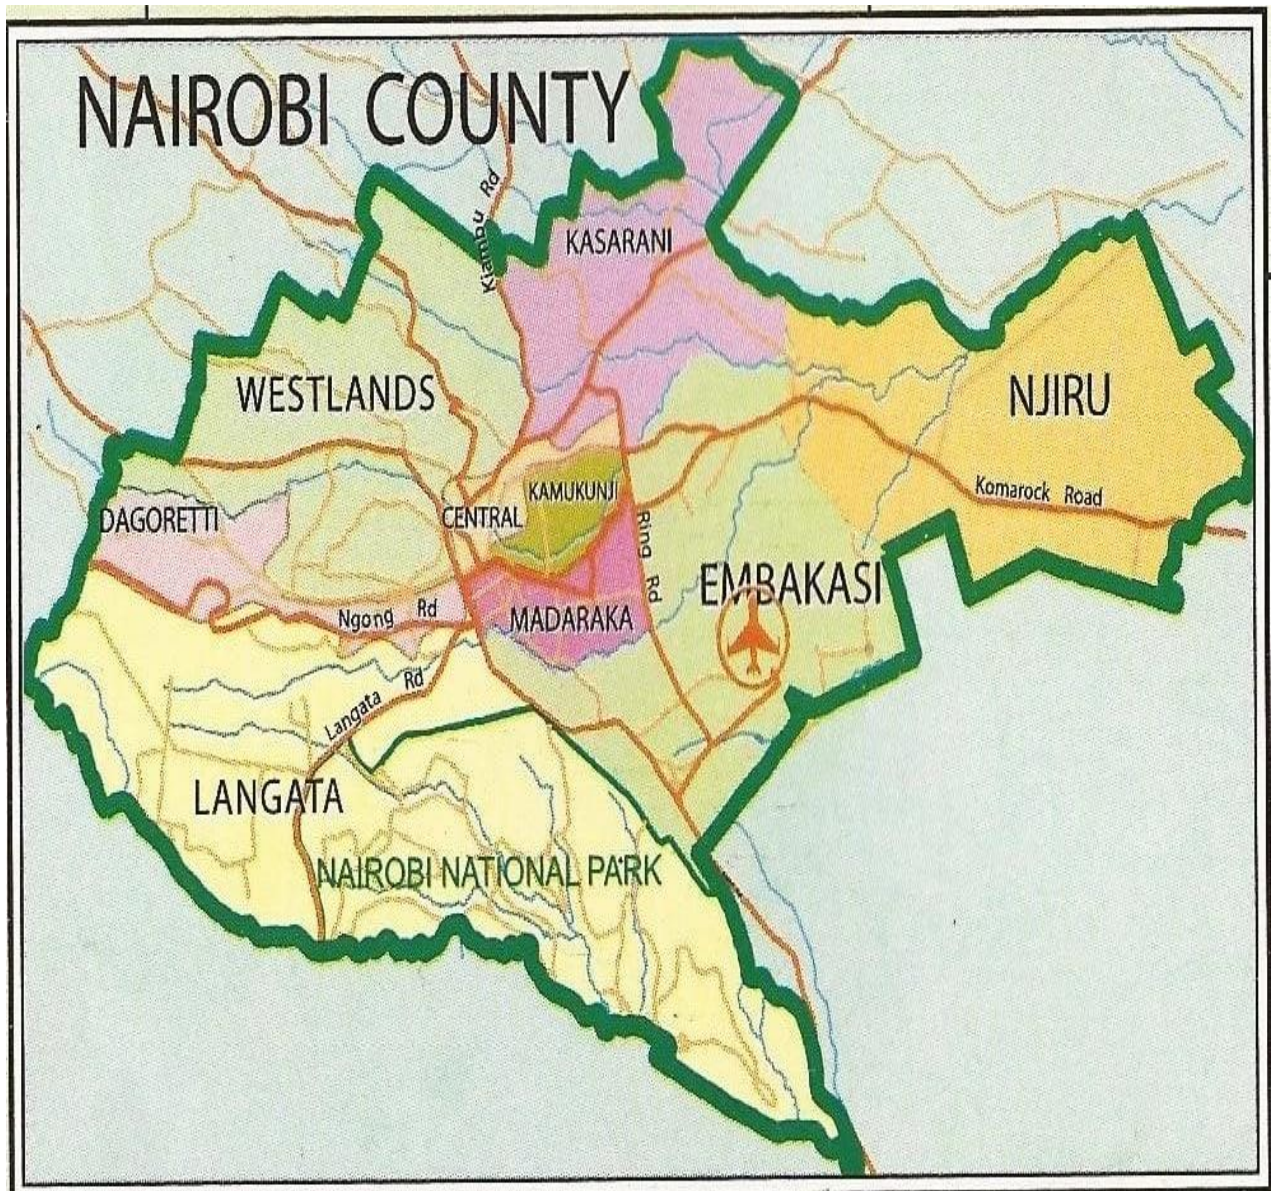 NAIROBI COUNTY
Kiambu Rd
KASARANI
WESTLANDS
NJIRU
KAMUKUNJI
Komarock Road
DAGORETTI
CENTRAL
Ring Rd
EMBAKASI
Ngong Rd
MADARAKA
Langata Rd
LANGATA
NAIROBI NATIONAL PARK